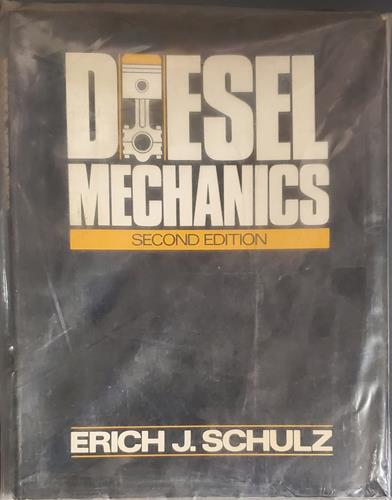 DIESEL
MECHANICS
SECOND EDITION
ERICH J. SCHULZ